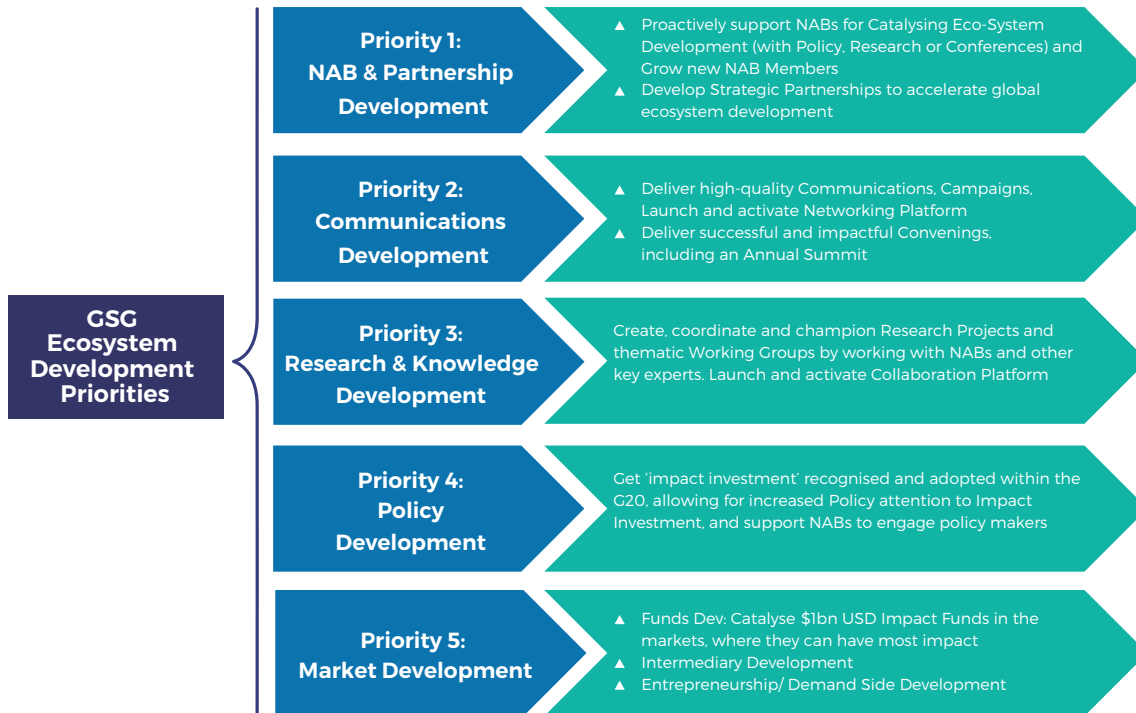 GSG
Ecosystem
Development
Priorities
Priority 1:
NAB & Partnership
Development
▲ Proactively support NABs for Catalysing Eco-System
Development (with Policy, Research or Conferences) and
Grow new NAB Members
▲ Develop Strategic Partnerships to accelerate global
ecosystem development
Priority 2:
Communications
Development
▲ Deliver high-quality Communications, Campaigns,
Launch and activate Networking Platform
▲ Deliver successful and impactful Convenings,
including an Annual Summit
Priority 3:
Research & Knowledge
Development
Create, coordinate and champion Research Projects and
thematic Working Groups by working with NABs and other
key experts. Launch and activate Collaboration Platform
Priority 4:
Policy
Development
Get ‘impact investment’ recognised and adopted within the
G20, allowing for increased Policy attention to Impact
Investment, and support NABs to engage policy makers
Priority 5:
Market Development
▲ Funds Dev: Catalyse $1bn USD Impact Funds in the
markets, where they can have most impact
▲ Intermediary Development
▲ Entrepreneurship/ Demand Side Development